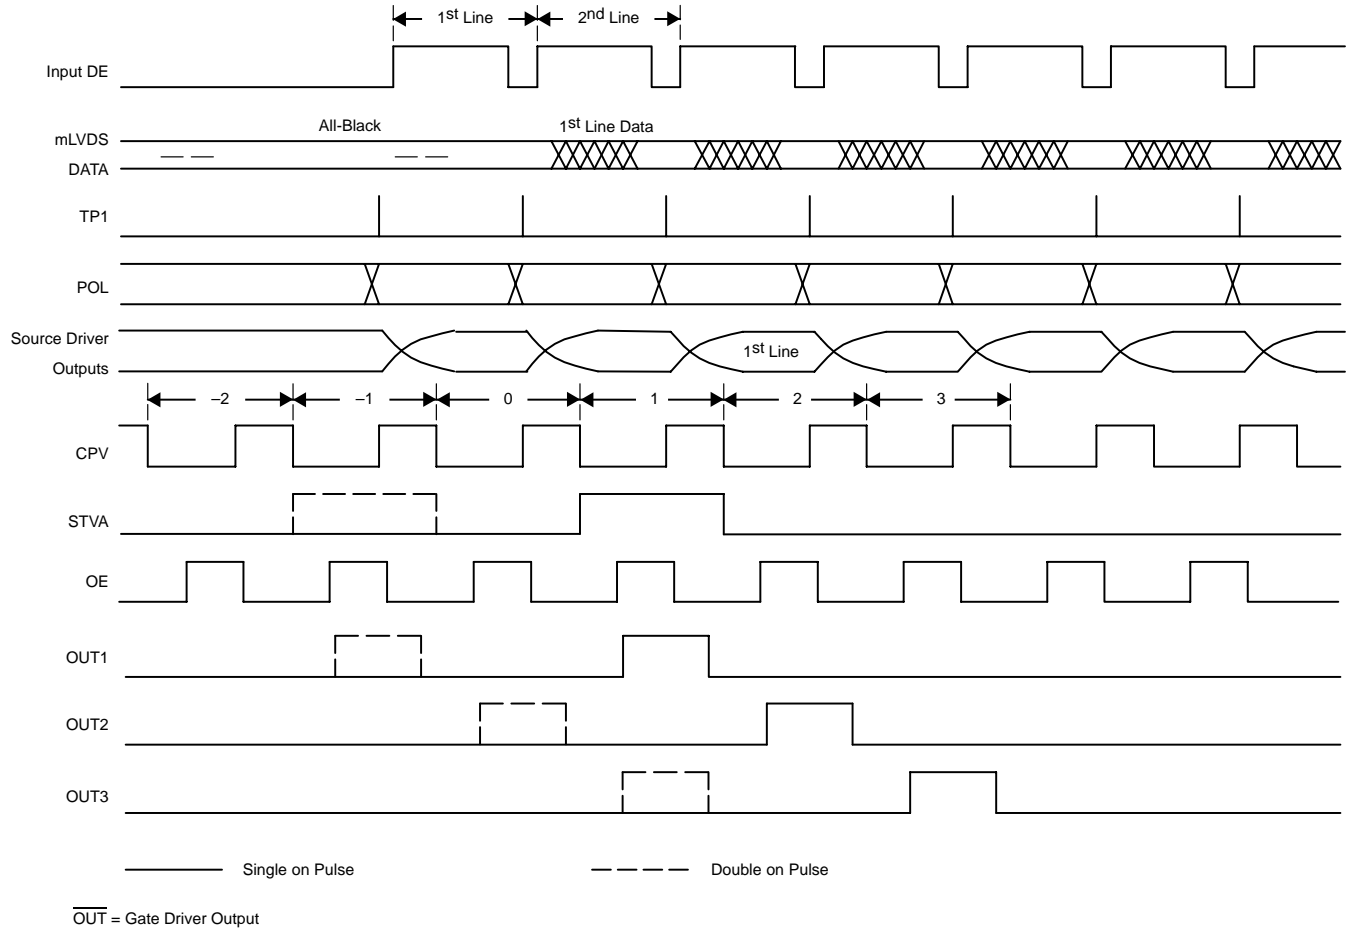 1st Line
2nd Line
Input DE
All-Black
1st Line Data
mLVDS
DATA
TP1
POL
Source Driver
Outputs
1st Line
–2
–1
0
1
2
3
CPV
STVA
OE
OUT1
OUT2
OUT3
Single on Pulse
Double on Pulse
OUT = Gate Driver Output